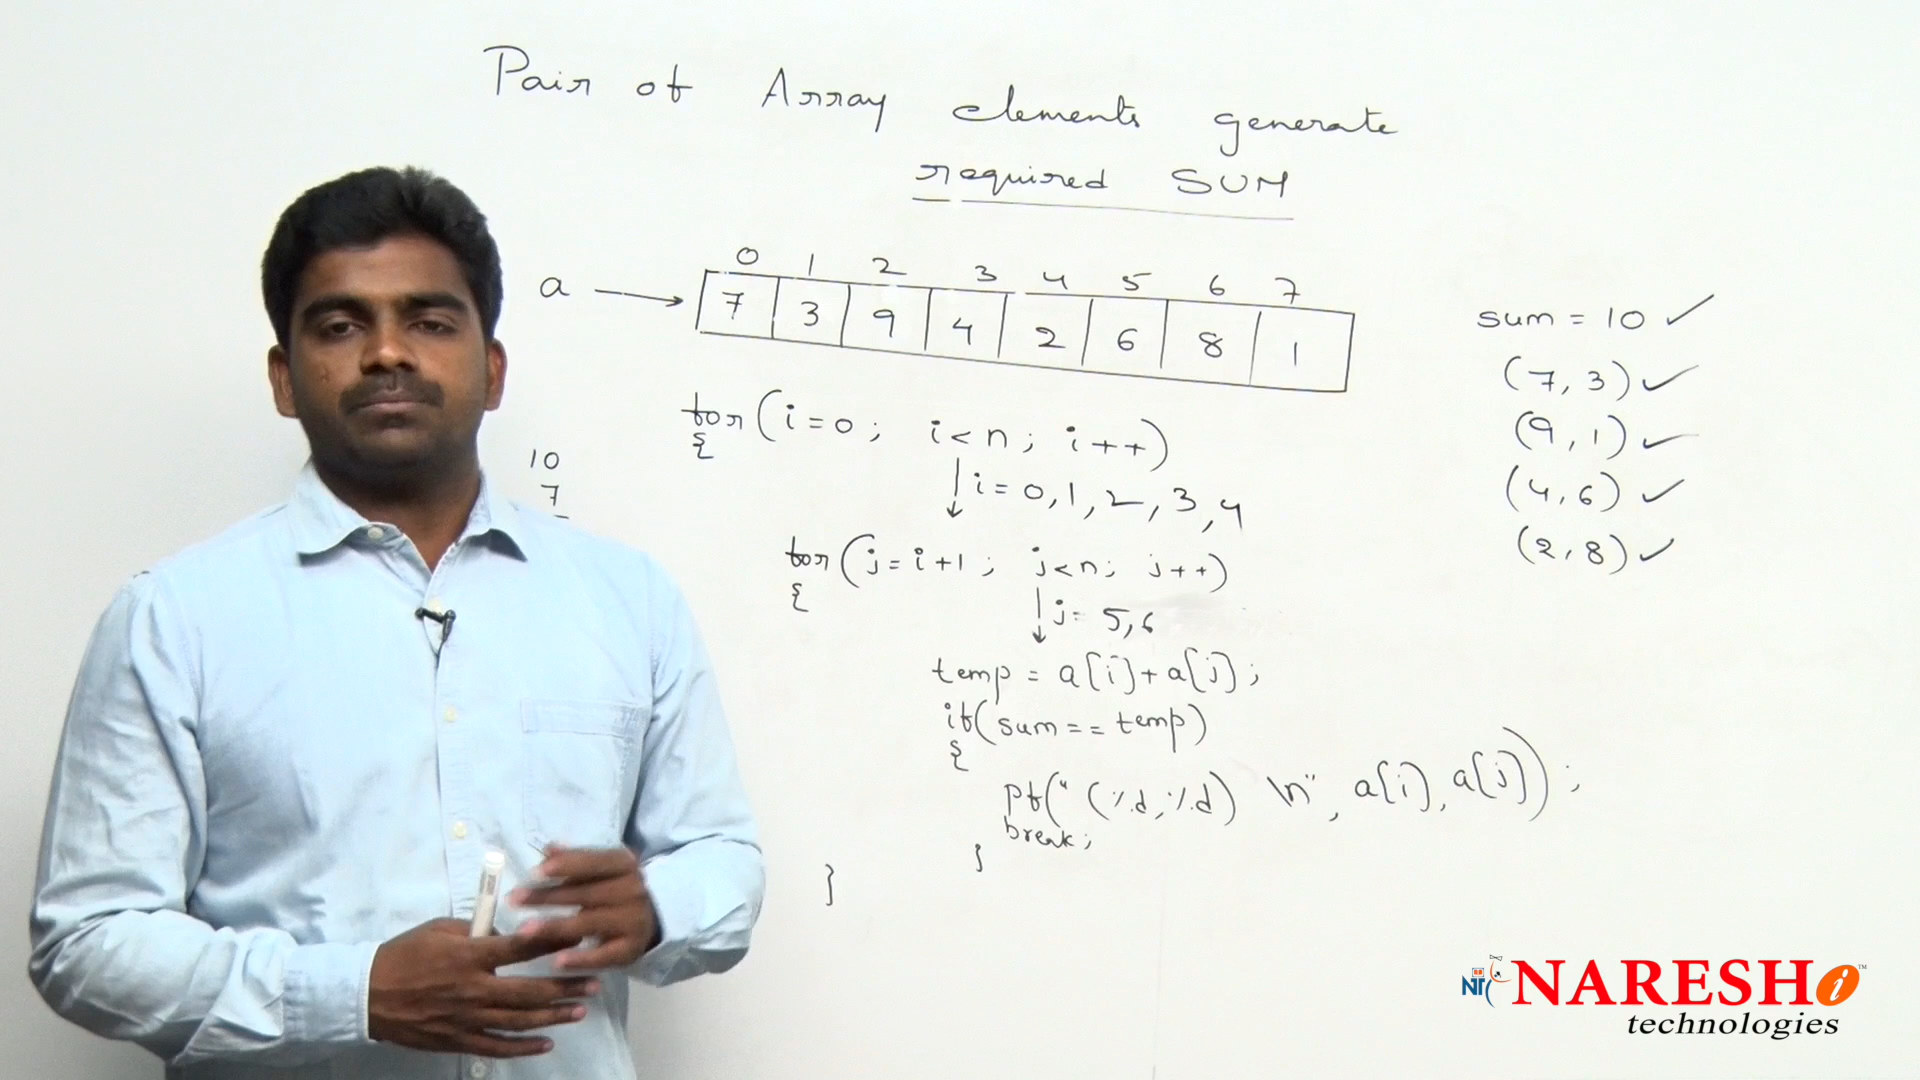 Pair of Array elements generate
required SUM
0 1 2 3 4 5 6 7
a → 7 3 9 4 2 6 8 1
sum = 10 ✓
(7, 3) ✓
(9, 1) ✓
(4, 6) ✓
(2, 8) ✓
10
7
for(i=0; i<n; i++)
{
i=0,1,2,3,4
for(j=i+1; j<n; j++)
{
j= 5,6
temp = a[i]+a[j];
if(sum==temp)
{
pf("(%d,%d) \n", a[i], a[j]);
break;
}
}
NTi NARESH i ™
technologies